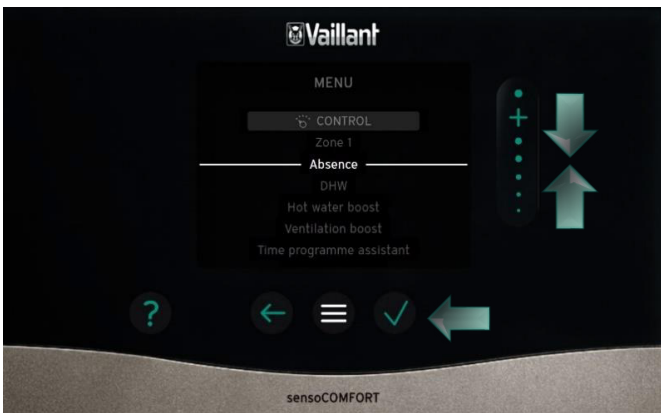 Vaillant
MENU
CONTROL
Zone 1
Absence
DHW
Hot water boost
Ventilation boost
Time programme assistant
?
sensoCOMFORT